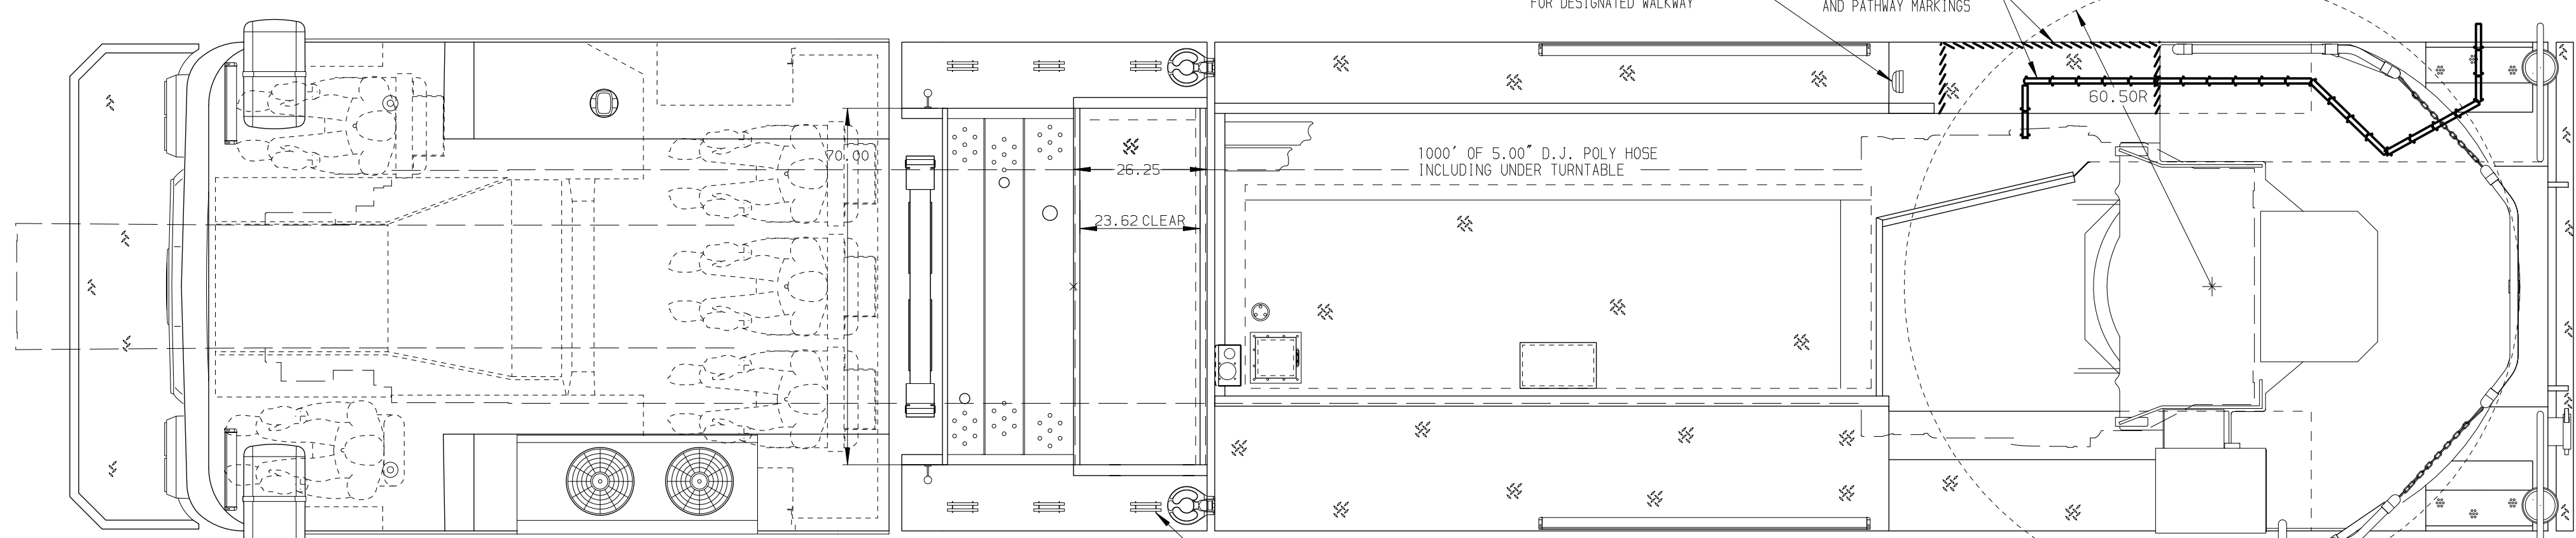 FOR DESIGNATED WALKWAY
AND PATHWAY MARKINGS
60.50R
70.00
26.25
1000' OF 5.00" D.J. POLY HOSE
INCLUDING UNDER TURNTABLE
23.62 CLEAR